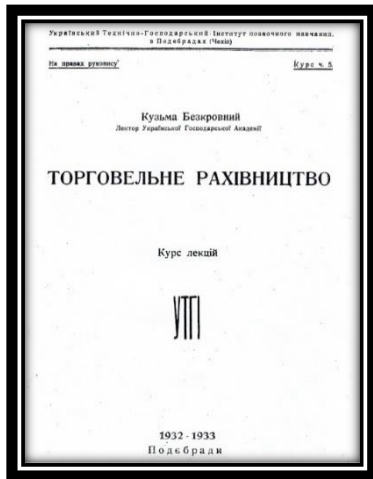 Український Технічно-Господарський Інститут позаочного навчання.
в Подєбрадах (Чехія)
На правах рукопису
Курс ч. 5.
Кузьма Безкровний
Лектор Української Господарської Академії
ТОРГОВЕЛЬНЕ РАХІВНИЦТВО
Курс лекцій
УТГІ
1932 - 1933
Подєбради